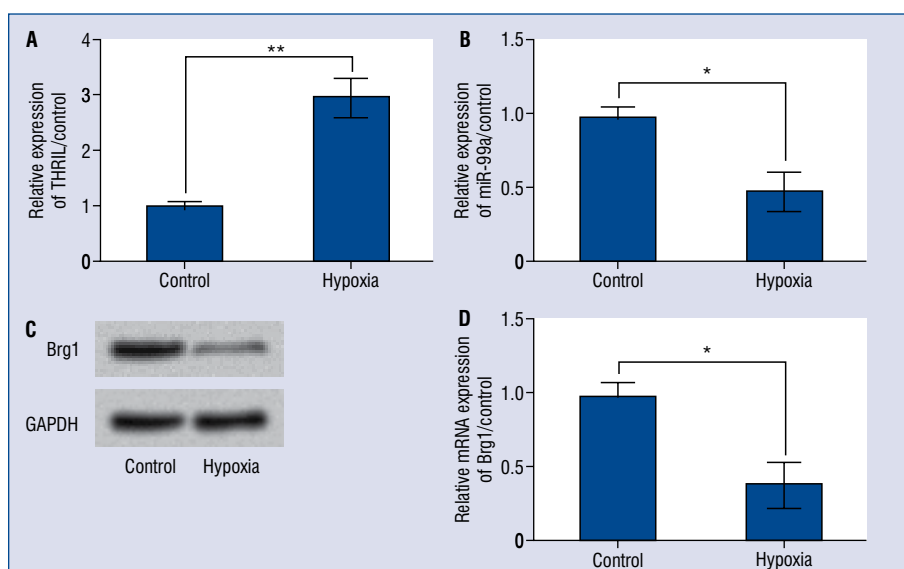 A
Relative expression
of THRIL/control
4
3
2
1
0
**
Control Hypoxia
B
Relative expression
of miR-99a/control
1.5
1.0
0.5
0
*
Control Hypoxia
C
Brg1
GAPDH
Control Hypoxia
D
Relative mRNA expression
of Brg1/control
1.5
1.0
0.5
0
*
Control Hypoxia